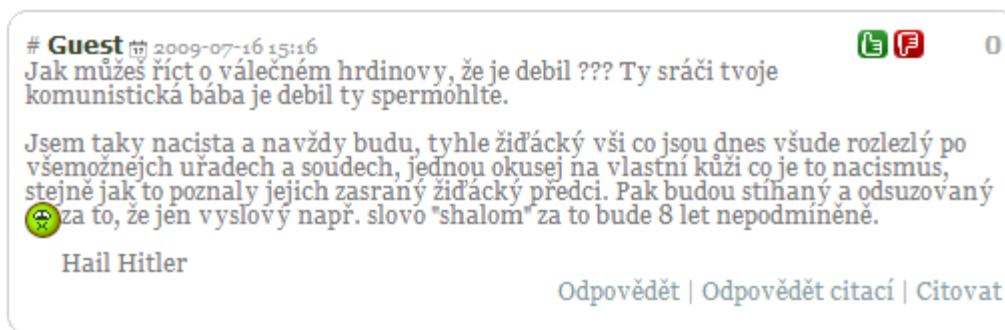 # Guest 2009-07-16 15:16 0
Jak můžeš říct o válečném hrdinovy, že je debil ??? Ty sráči tvoje
komunistická bába je debil ty spermohlte.
Jsem taky nacista a navždy budu, tyhle žiďácký vši co jsou dnes všude rozlezlý po
všemožnejch uřadech a soudech, jednou okusej na vlastní kůži co je to nacismus,
stejně jak to poznaly jejich zasraný žiďácký předci. Pak budou stíhaný a odsuzovaný
za to, že jen vyslový např. slovo "shalom" za to bude 8 let nepodmíněně.
Hail Hitler
Odpovědět | Odpovědět citací | Citovat